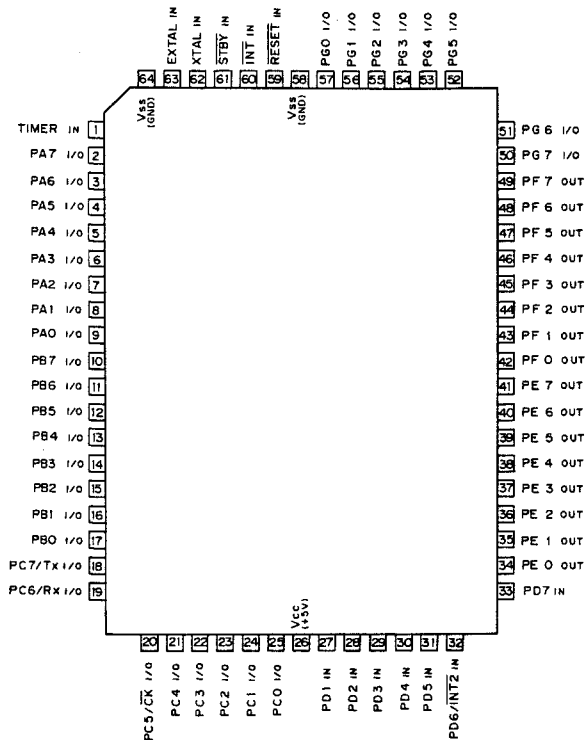 EXTAL IN
XTAL IN
STBY IN
INT IN
RESET IN
PG0 I/O
PG1 I/O
PG2 I/O
PG3 I/O
PG4 I/O
PG5 I/O
64 63 62 61 60 59 58 57 56 55 54 53 52
Vss (GND)
Vss (GND)
TIMER IN 1
PA7 I/O 2
PA6 I/O 3
PA5 I/O 4
PA4 I/O 5
PA3 I/O 6
PA2 I/O 7
PA1 I/O 8
PA0 I/O 9
PB7 I/O 10
PB6 I/O 11
PB5 I/O 12
PB4 I/O 13
PB3 I/O 14
PB2 I/O 15
PB1 I/O 16
PB0 I/O 17
PC7/Tx I/O 18
PC6/Rx I/O 19
51 PG6 I/O
50 PG7 I/O
49 PF7 OUT
48 PF6 OUT
47 PF5 OUT
46 PF4 OUT
45 PF3 OUT
44 PF2 OUT
43 PF1 OUT
42 PF0 OUT
41 PE7 OUT
40 PE6 OUT
39 PE5 OUT
38 PE4 OUT
37 PE3 OUT
36 PE2 OUT
35 PE1 OUT
34 PE0 OUT
33 PD7 IN
Vcc (+5V)
20 21 22 23 24 25 26 27 28 29 30 31 32
PC5/CK I/O
PC4 I/O
PC3 I/O
PC2 I/O
PC1 I/O
PC0 I/O
PD1 IN
PD2 IN
PD3 IN
PD4 IN
PD5 IN
PD6/INT2 IN